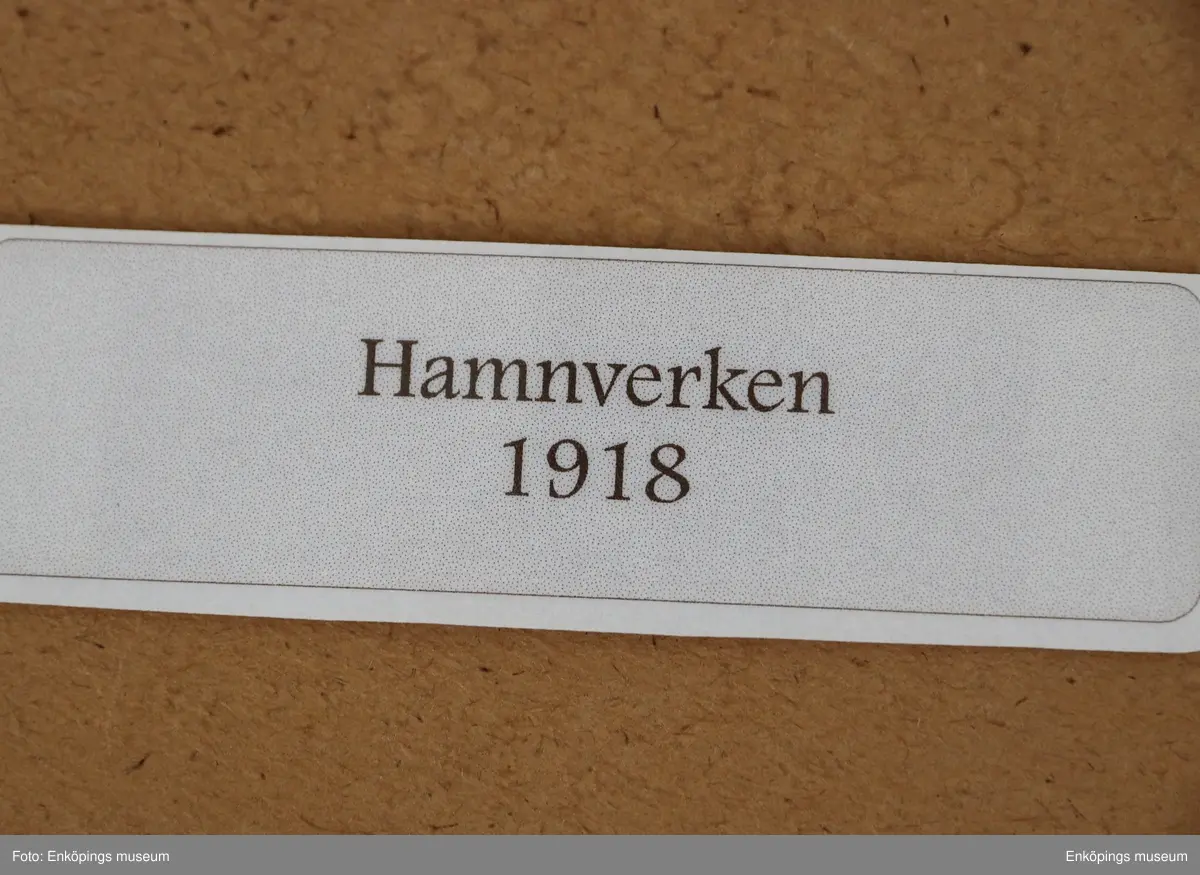 Hamnverken
1918
Foto: Enköpings museum
Enköpings museum